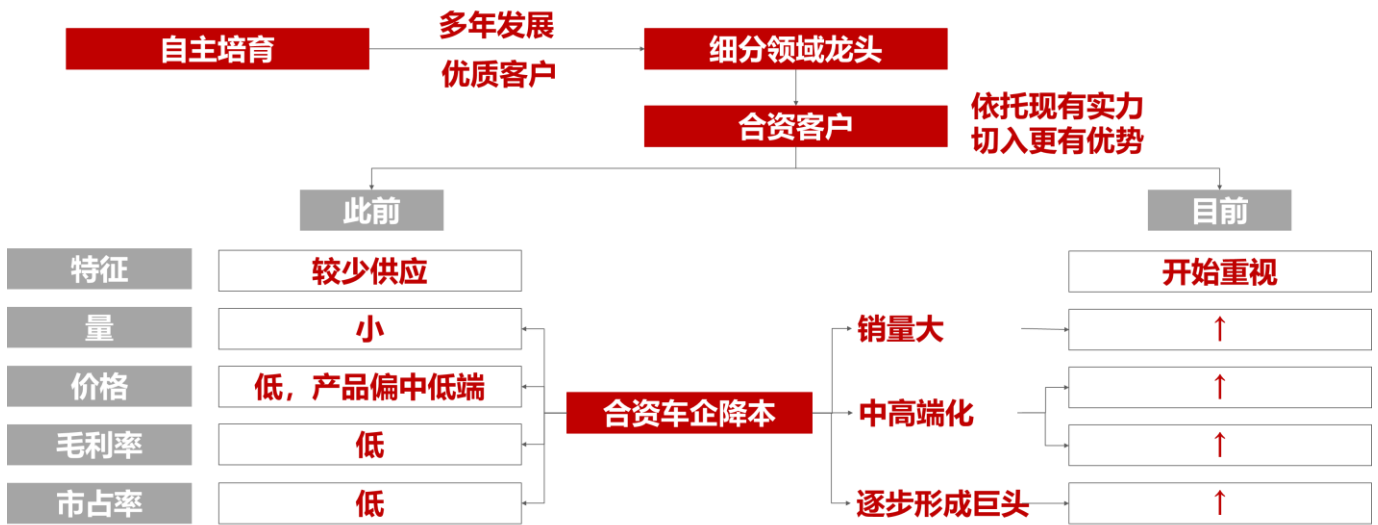 自主培育
多年发展
优质客户
细分领域龙头
合资客户
依托现有实力
切入更有优势
此前
目前
特征
较少供应
开始重视
量
小
销量大
↑
价格
低，产品偏中低端
↑
合资车企降本
中高端化
毛利率
低
↑
市占率
低
逐步形成巨头
↑